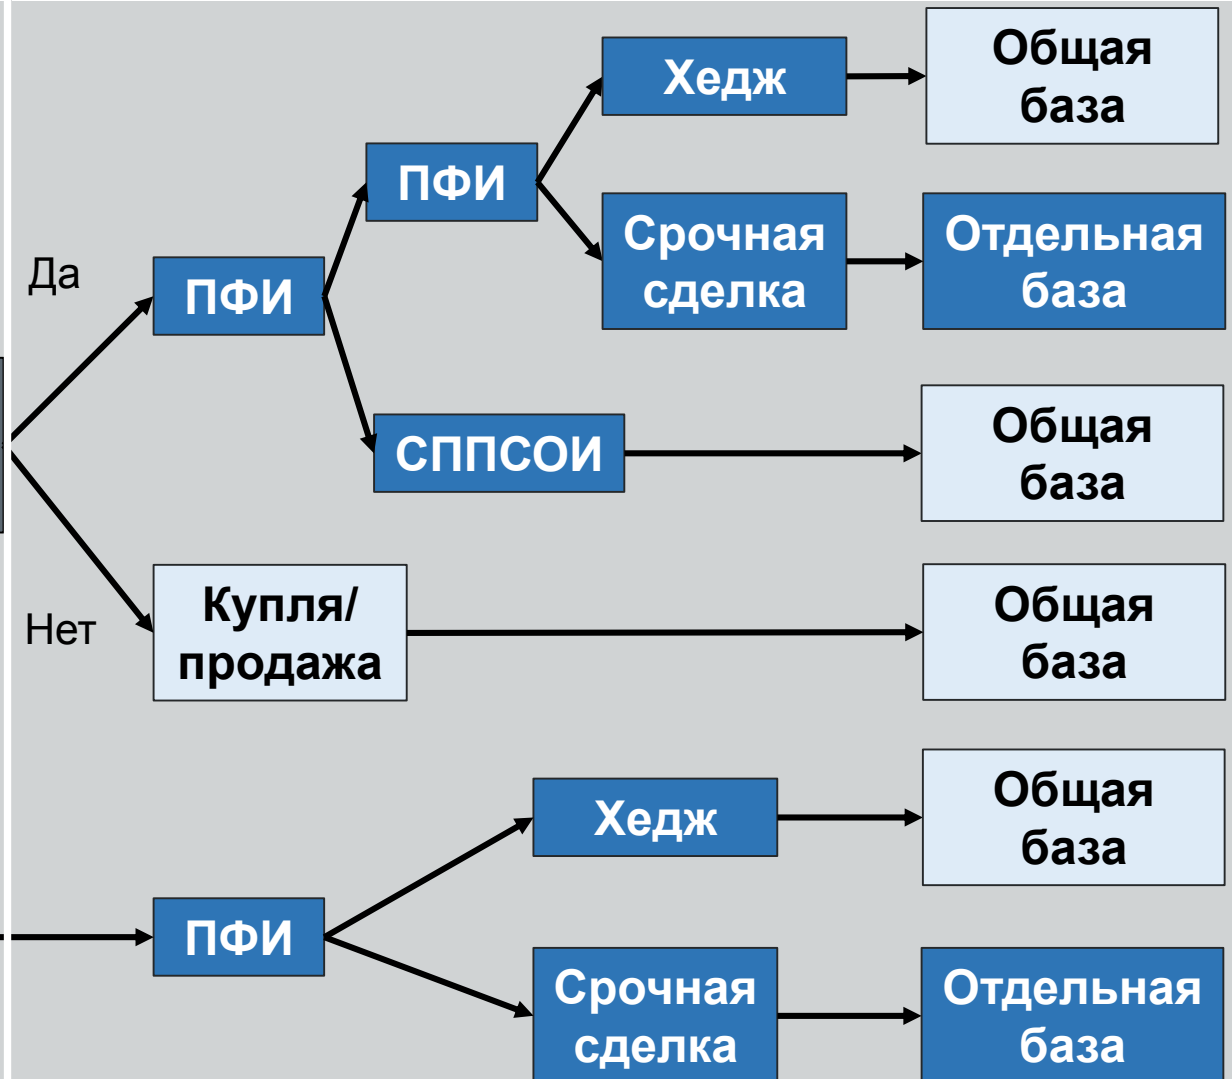 Хедж
Общая
база
ПФИ
Срочная
сделка
Отдельная
база
Да
ПФИ
СППСОИ
Общая
база
Нет
Купля/
продажа
Общая
база
Хедж
Общая
база
ПФИ
Срочная
сделка
Отдельная
база